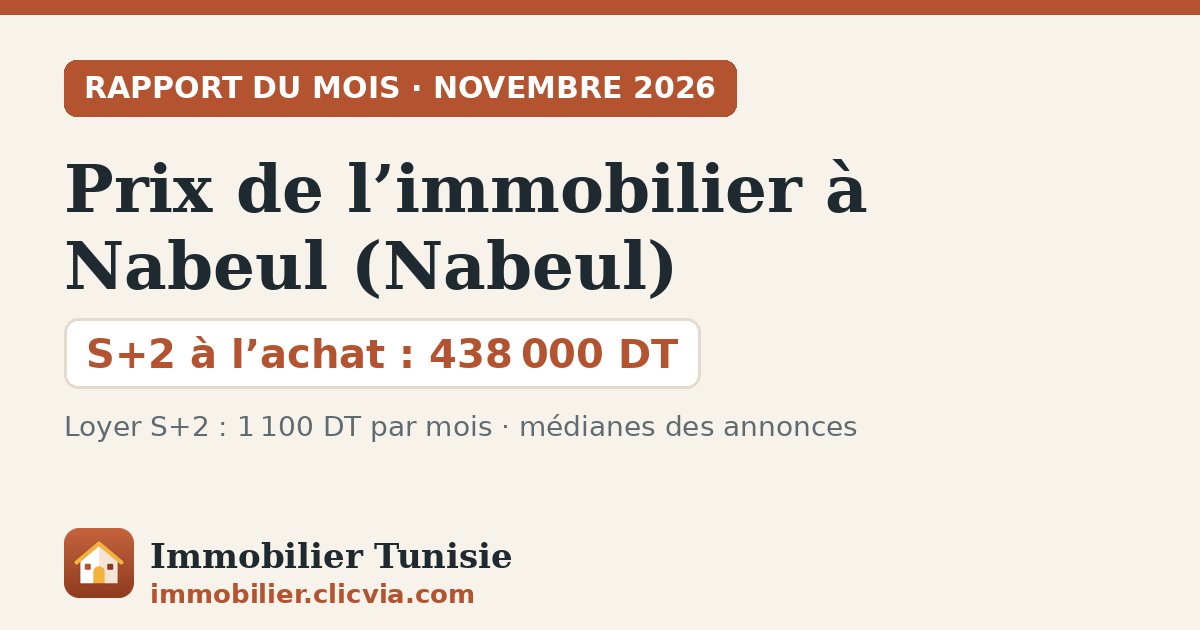 RAPPORT DU MOIS · NOVEMBRE 2026
Prix de l’immobilier à
Nabeul (Nabeul)
S+2 à l’achat : 438 000 DT
Loyer S+2 : 1 100 DT par mois · médianes des annonces
Immobilier Tunisie
immobilier.clicvia.com